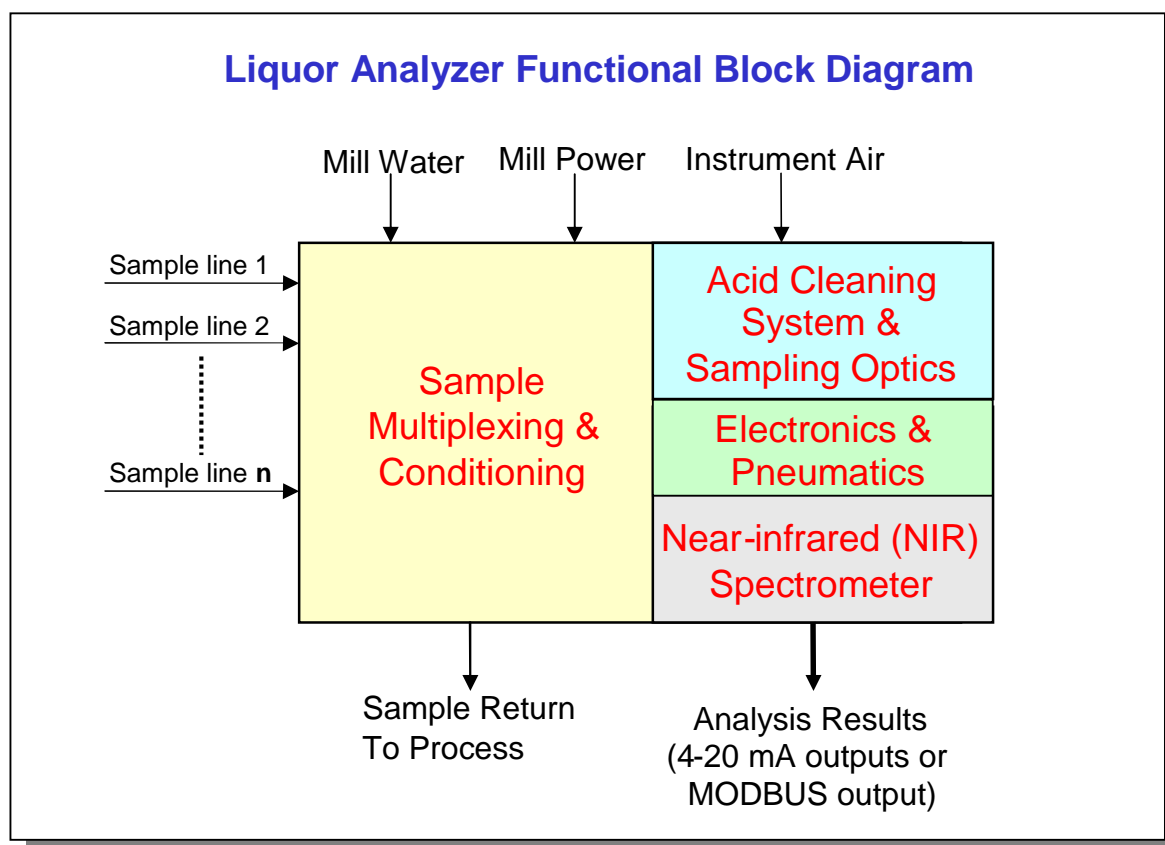 Liquor Analyzer Functional Block Diagram
Mill Water
Mill Power
Instrument Air
Sample line 1
Sample line 2
Sample line n
Sample
Multiplexing &
Conditioning
Acid Cleaning
System &
Sampling Optics
Electronics &
Pneumatics
Near-infrared (NIR)
Spectrometer
Sample Return
To Process
Analysis Results
(4-20 mA outputs or
MODBUS output)